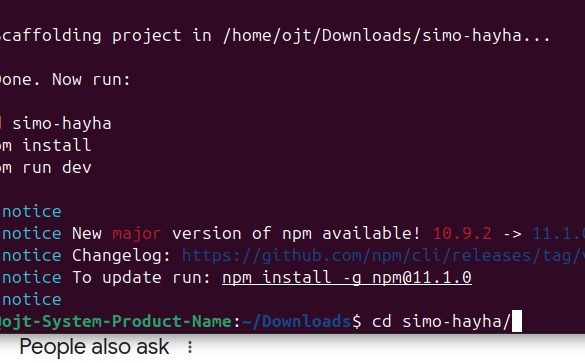 caffolding project in /home/ojt/Downloads/simo-hayha...
one. Now run:
simo-hayha
m install
m run dev
notice
notice New major version of npm available! 10.9.2 -> 11.1.
notice Changelog: https://github.com/npm/cli/releases/tag/
notice To update run: npm install -g npm@11.1.0
notice
@ojt-System-Product-Name:~/Downloads$ cd simo-hayha/
People also ask